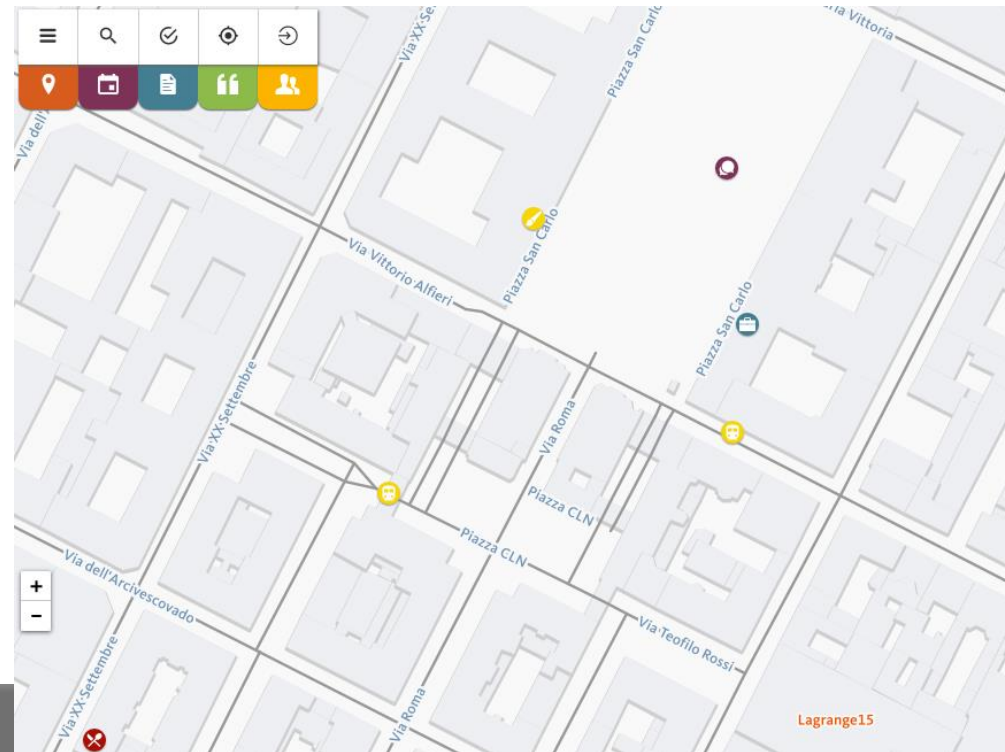 Via XX Se
Piazza San Carlo
ria Vittoria
Via dell'
Piazza San Carlo
Via Vittorio Alfieri
Piazza San Carlo
Via XX Settembre
Via Roma
Piazza CLN
Piazza CLN
+
−
Via dell'Arcivescovado
Via Teofilo Rossi
Via XX Settembre
Via Roma
Lagrange15